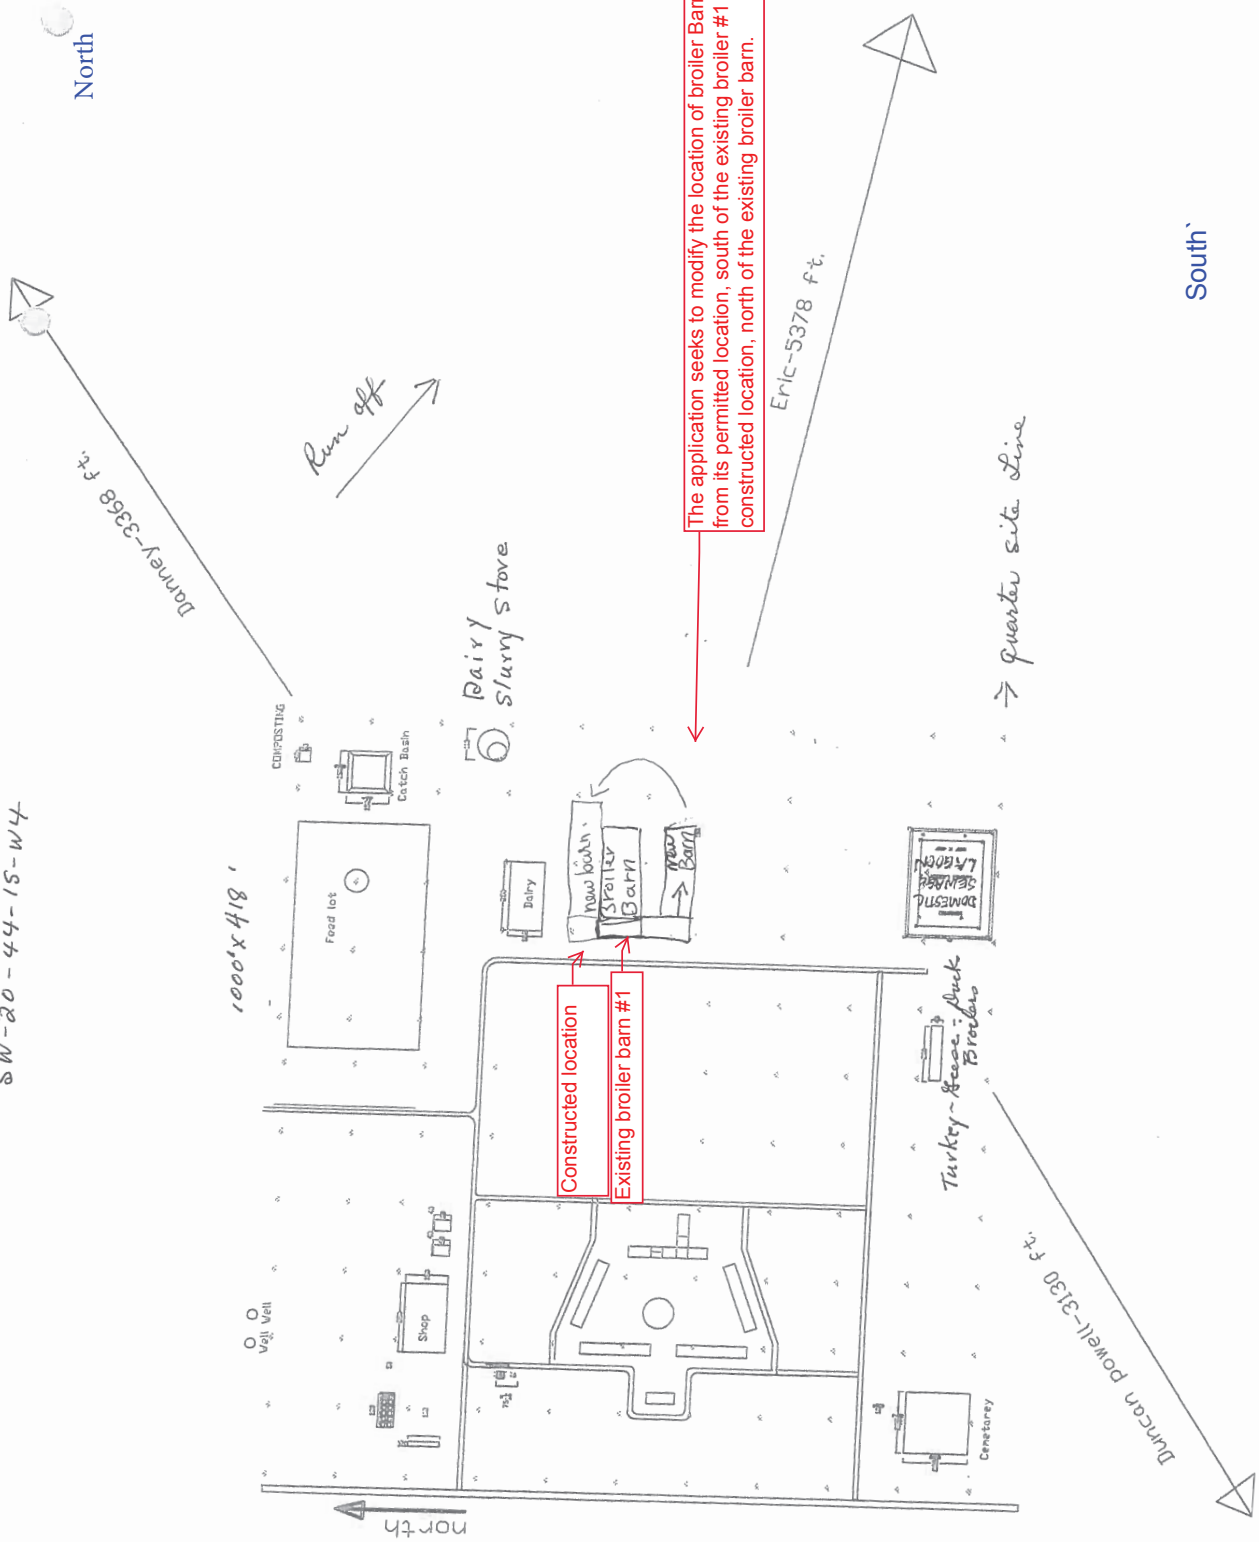 North
SW-20-44-15-W4
1000' x 418'
Danney-3368 ft.
Run off
COMPOSTING
Catch Basin
Feed lot
Dairy
slurry stove
Dairy
new barn
Broiler
Barn
new
Barn
The application seeks to modify the location of broiler Barn
from its permitted location, south of the existing broiler #1
constructed location, north of the existing broiler barn.
Eric-5378 ft.
South`
→ quarter site Line
DOMESTIC
SEWAGE
LAGOON
Constructed location
Existing broiler barn #1
Turkey-Geese-Duck
Broilers
Well Well
Shop
Cemetarey
Duncan powell-3130 ft.
north